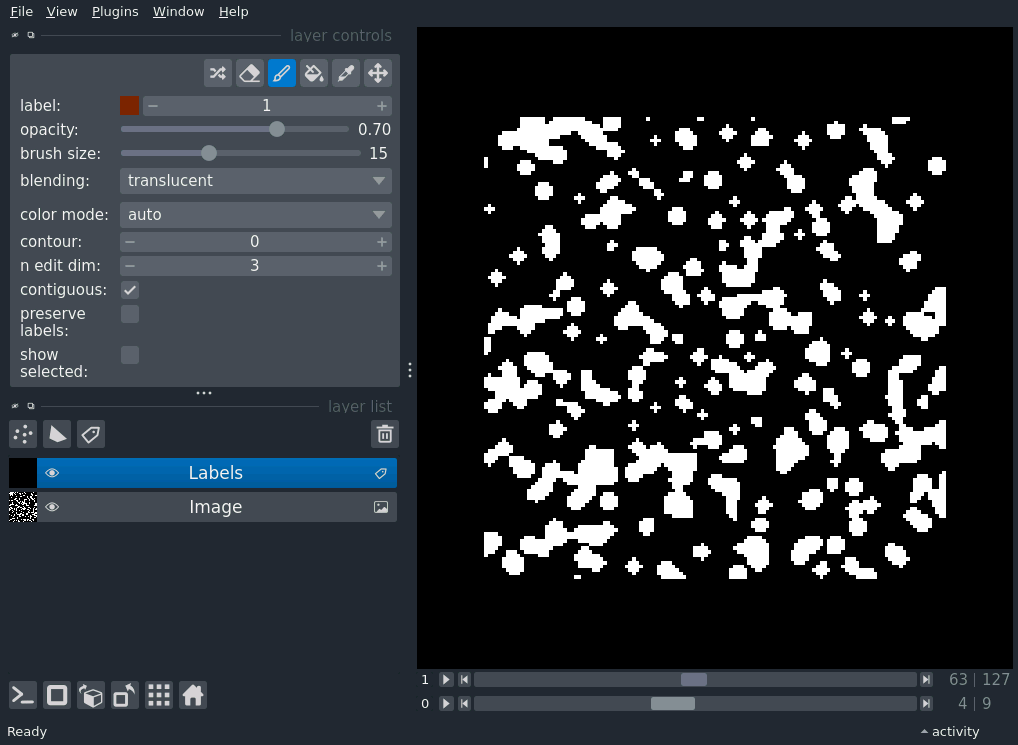 File View Plugins Window Help
layer controls
label: 1
opacity: 0.70
brush size: 15
blending: translucent
color mode: auto
contour: 0
n edit dim: 3
contiguous:
preserve
labels:
show
selected:
layer list
Labels
Image
1 63 | 127
0 4 | 9
Ready activity